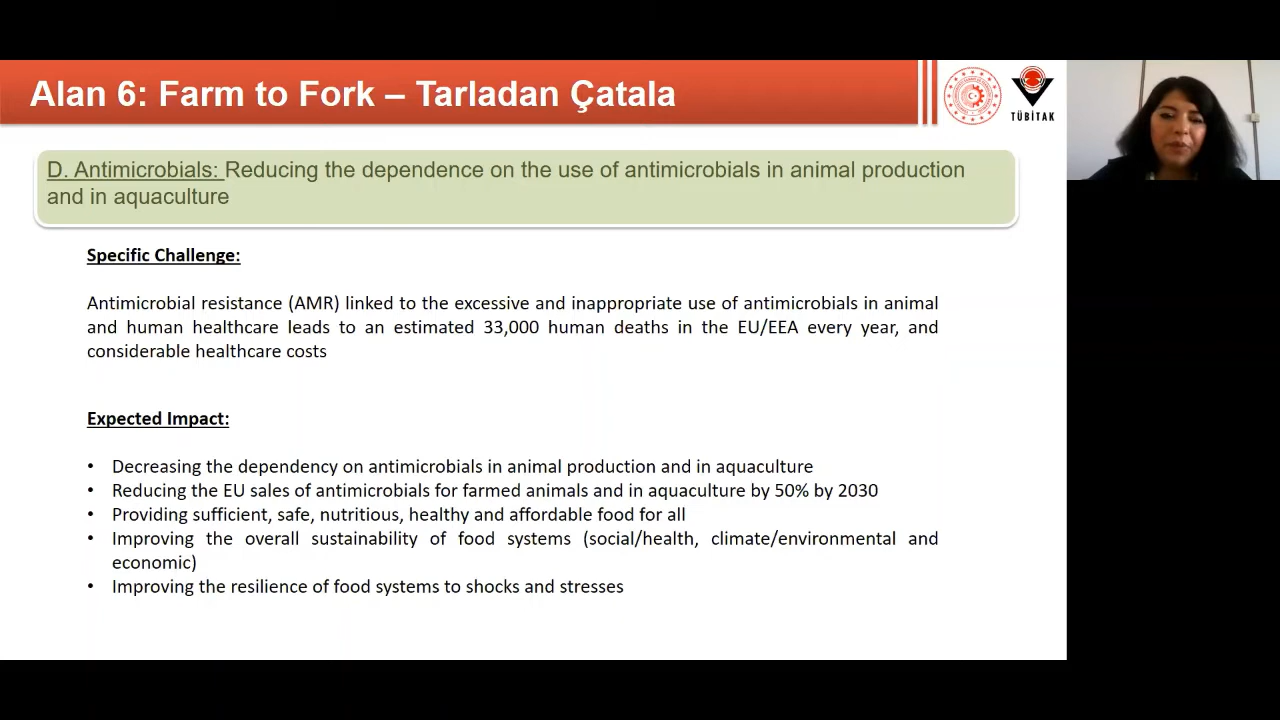 Alan 6: Farm to Fork – Tarladan Çatala
TÜBİTAK
D. Antimicrobials: Reducing the dependence on the use of antimicrobials in animal production
and in aquaculture
Specific Challenge:
Antimicrobial resistance (AMR) linked to the excessive and inappropriate use of antimicrobials in animal
and human healthcare leads to an estimated 33,000 human deaths in the EU/EEA every year, and
considerable healthcare costs
Expected Impact:
• Decreasing the dependency on antimicrobials in animal production and in aquaculture
• Reducing the EU sales of antimicrobials for farmed animals and in aquaculture by 50% by 2030
• Providing sufficient, safe, nutritious, healthy and affordable food for all
• Improving the overall sustainability of food systems (social/health, climate/environmental and
economic)
• Improving the resilience of food systems to shocks and stresses